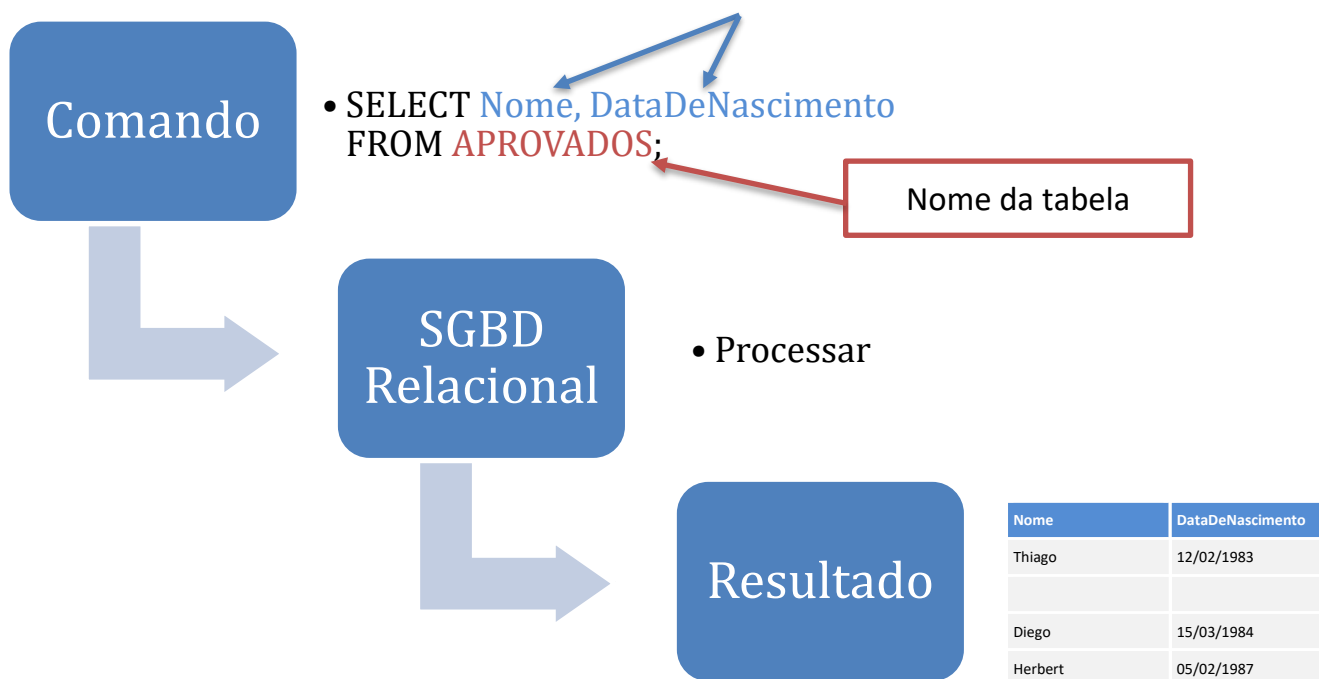 Comando
• SELECT Nome, DataDeNascimento
FROM APROVADOS;
Nome da tabela
SGBD
Relacional
• Processar
Resultado
Nome DataDeNascimento
Thiago 12/02/1983
Diego 15/03/1984
Herbert 05/02/1987